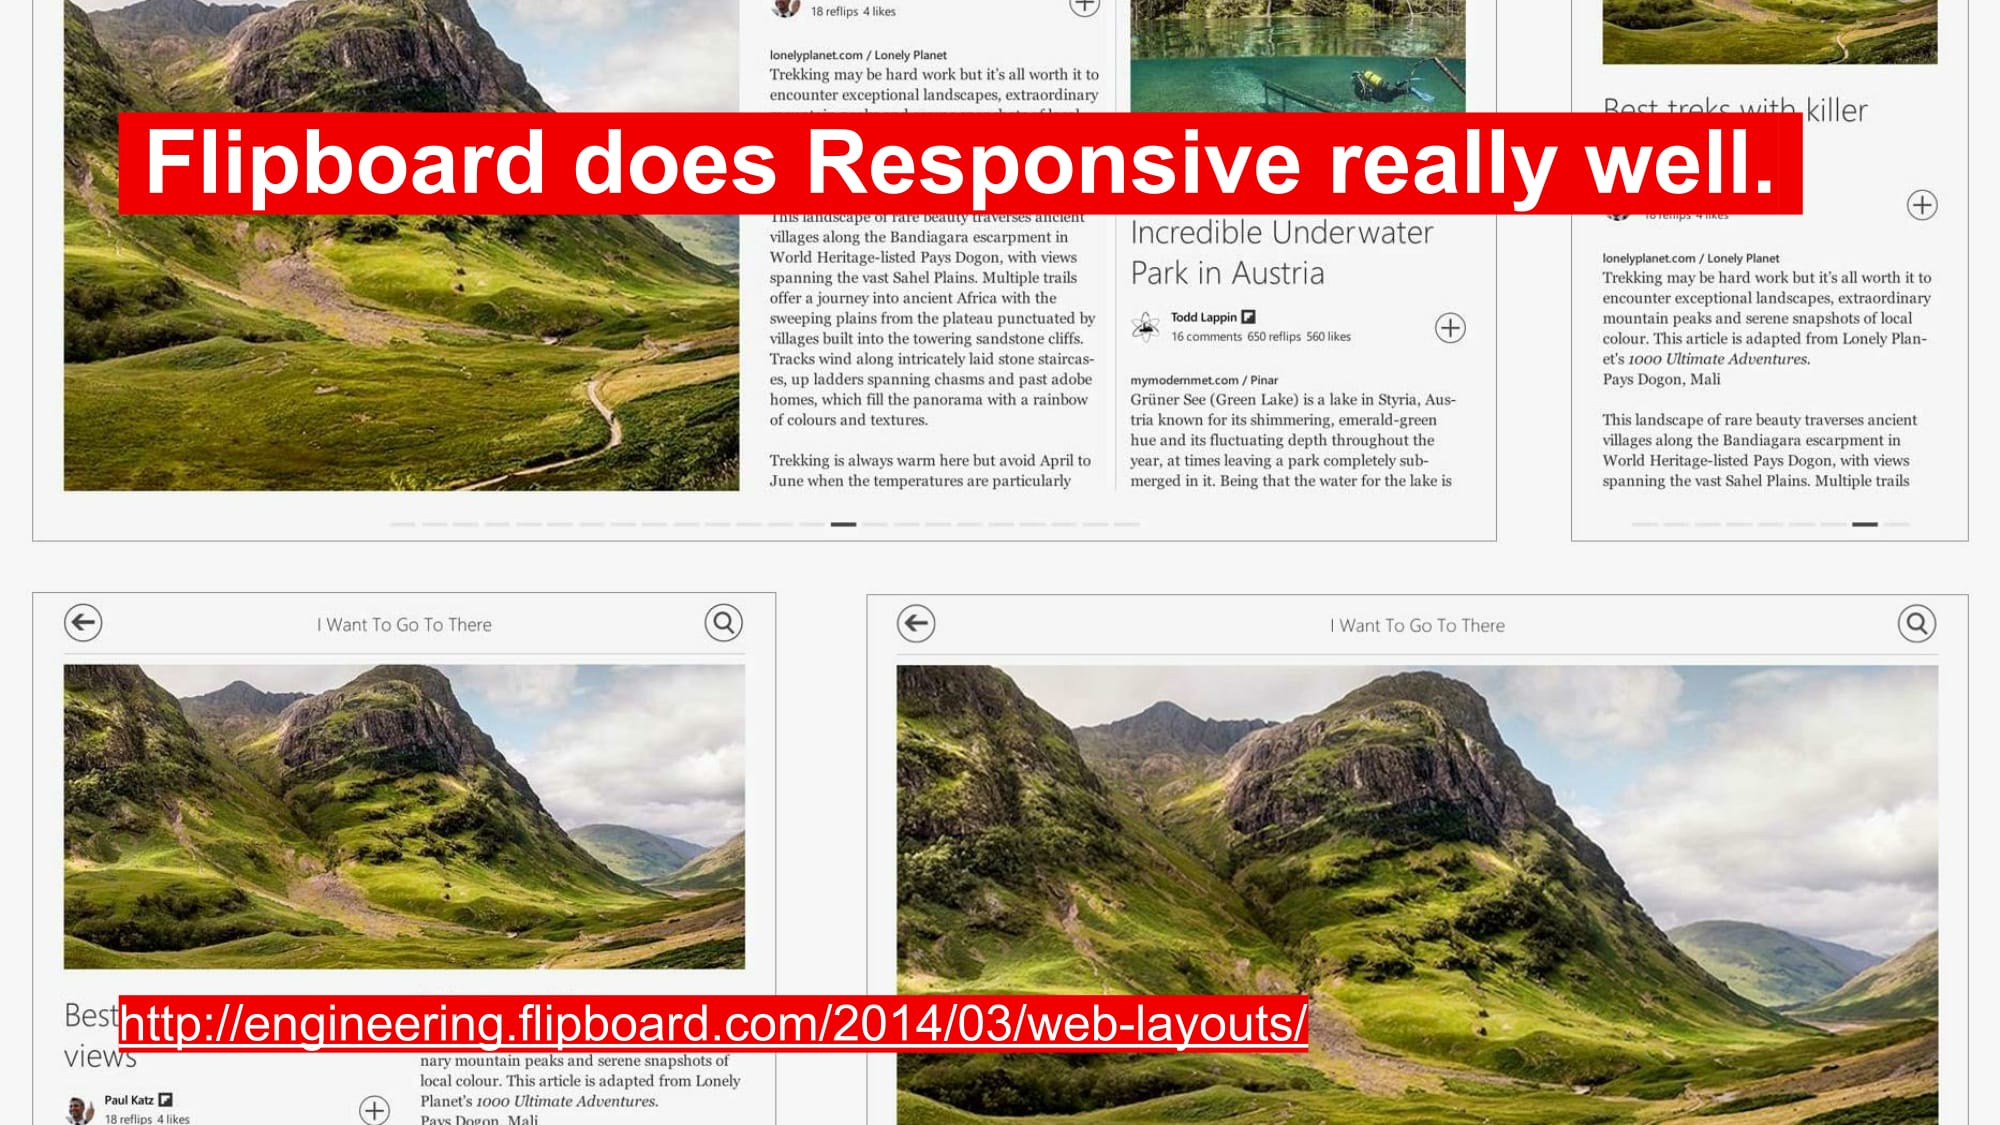 18 reflips 4 likes
lonelyplanet.com / Lonely Planet
Trekking may be hard work but it's all worth it to
encounter exceptional landscapes, extraordinary
Flipboard does Responsive really well.
This landscape of rare beauty traverses ancient
villages along the Bandiagara escarpment in
World Heritage-listed Pays Dogon, with views
spanning the vast Sahel Plains. Multiple trails
offer a journey into ancient Africa with the
sweeping plains from the plateau punctuated by
villages built into the towering sandstone cliffs.
Tracks wind along intricately laid stone staircas-
es, up ladders spanning chasms and past adobe
homes, which fill the panorama with a rainbow
of colours and textures.
Trekking is always warm here but avoid April to
June when the temperatures are particularly
Incredible Underwater
Park in Austria
Todd Lappin
16 comments 650 reflips 560 likes
mymodernmet.com / Pinar
Grüner See (Green Lake) is a lake in Styria, Aus-
tria known for its shimmering, emerald-green
hue and its fluctuating depth throughout the
year, at times leaving a park completely sub-
merged in it. Being that the water for the lake is
Best treks with killer
18 reflips 4 likes
lonelyplanet.com / Lonely Planet
Trekking may be hard work but it's all worth it to
encounter exceptional landscapes, extraordinary
mountain peaks and serene snapshots of local
colour. This article is adapted from Lonely Plan-
et's 1000 Ultimate Adventures.
Pays Dogon, Mali
This landscape of rare beauty traverses ancient
villages along the Bandiagara escarpment in
World Heritage-listed Pays Dogon, with views
spanning the vast Sahel Plains. Multiple trails
I Want To Go To There
Best
views
Paul Katz
18 reflips 4 likes
http://engineering.flipboard.com/2014/03/web-layouts/
nary mountain peaks and serene snapshots of
local colour. This article is adapted from Lonely
Planet's 1000 Ultimate Adventures.
Pays Dogon, Mali
I Want To Go To There